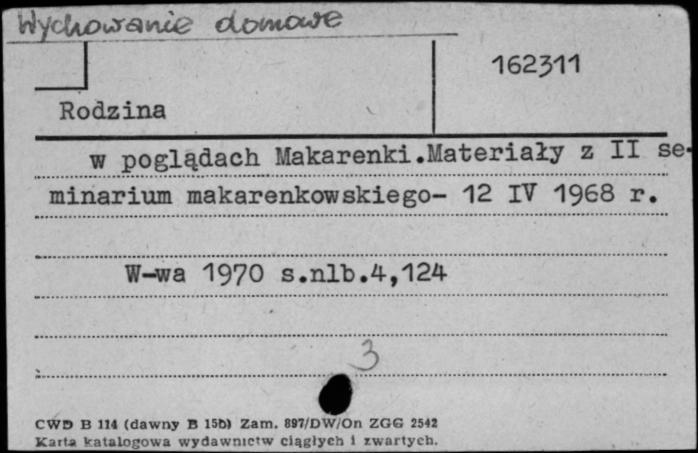 Wychowanie domowe
162311
Rodzina
w poglądach Makarenki.Materiały z II se-
minarium makarenkowskiego- 12 IV 1968 r.
W-wa 1970 s.nlb.4,124
3
CWD B 114 (dawny B 15b) Zam. 897/DW/On ZGG 2542
Karta katalogowa wydawnictw ciągłych i zwartych.